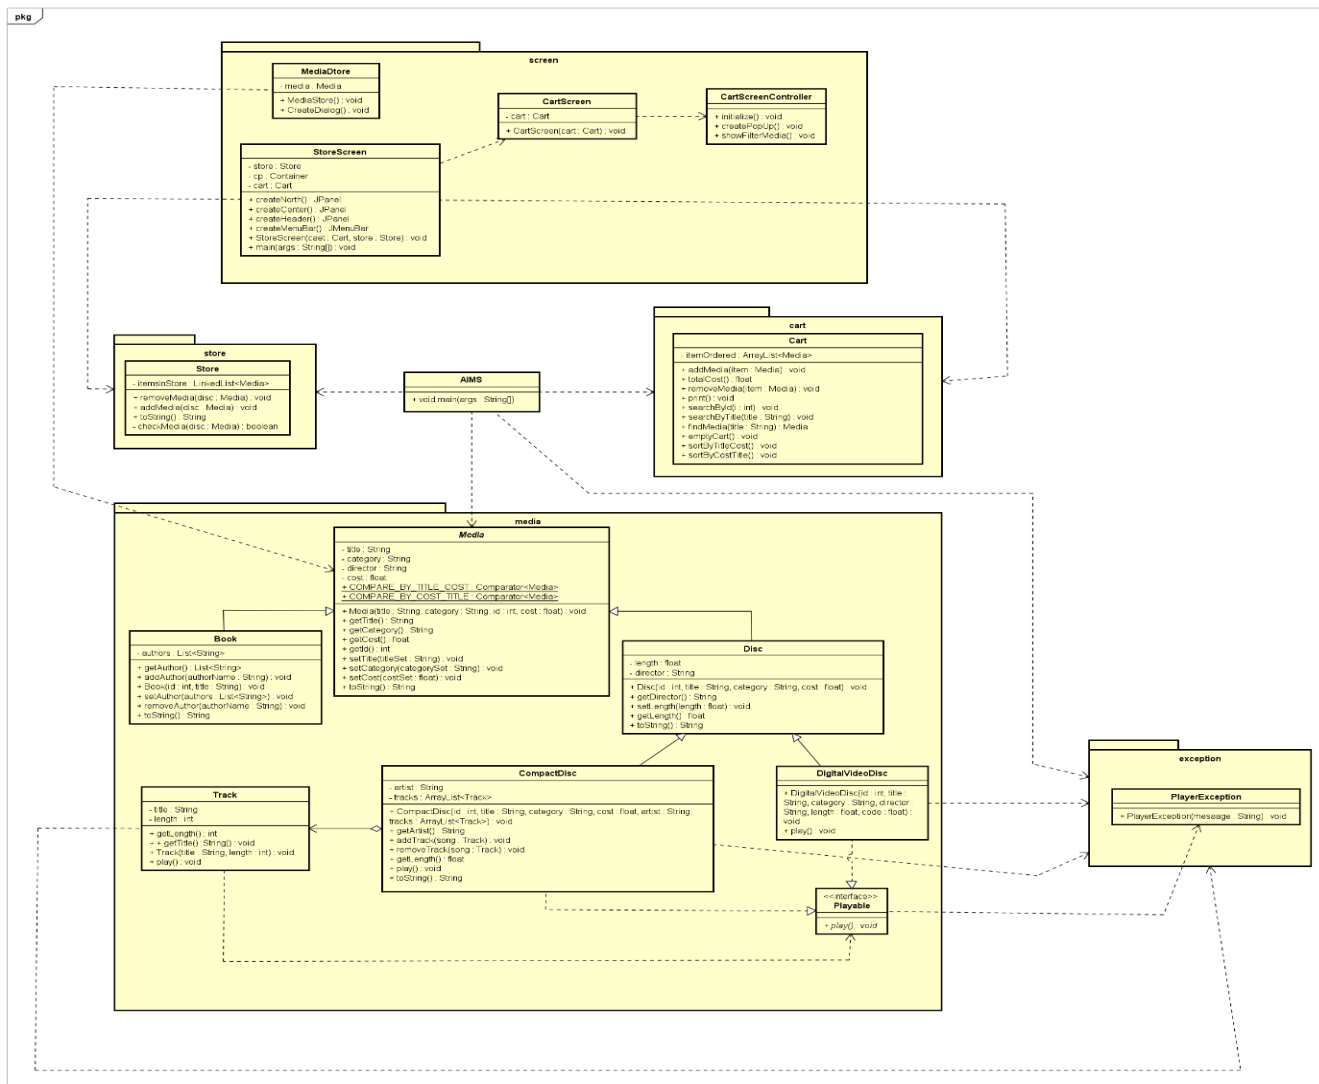 pkg
screen
MediaDtore
- media : Media
+ MediaStore() : void
+ CreateDialog() : void
CartScreen
- cart : Cart
+ CartScreen(cart : Cart) : void
CartScreenController
+ initialize() : void
+ createPopUp() : void
+ showFilterMedia() : void
StoreScreen
- store : Store
- cp : Container
- cart : Cart
+ createNorth() : JPanel
+ createCenter() : JPanel
+ createHeader() : JPanel
+ createMenuBar() : JMenuBar
+ StoreScreen(caet : Cart, store : Store) : void
+ main(args : String[]) : void
store
Store
- itemsInStore : LinkedList<Media>
+ removeMedia(disc : Media) : void
+ addMedia(disc : Media) : void
+ toString() : String
- checkMedia(disc : Media) : boolean
AIMS
+ void main(args : String[])
cart
Cart
- itemOrdered : ArrayList<Media>
+ addMedia(item : Media) : void
+ totalCost() : float
+ removeMedia(item : Media) : void
+ print() : void
+ searchById(i : int) : void
+ searchByTitle(title : String) : void
+ findMedia(title : String) : Media
+ emptyCart() : void
+ sortByTitleCost() : void
+ sortByCostTitle() : void
media
Media
- title : String
- category : String
- director : String
- cost : float
+ COMPARE_BY_TITLE_COST : Comparator<Media>
+ COMPARE_BY_COST_TITLE : Comparator<Media>
+ Media(title : String, category : String, id : int, cost : float) : void
+ getTitle() : String
+ getCategory() : String
+ getCost() : float
+ getId() : int
+ setTitle(titleSet : String) : void
+ setCategory(categorySet : String) : void
+ setCost(costSet : float) : void
+ toString() : String
Book
- authors : List<String>
+ getAuthor() : List<String>
+ addAuthor(authorName : String) : void
+ Book(id : int, title : String) : void
+ setAuthor(authors : List<String>) : void
+ removeAuthor(authorName : String) : void
+ toString() : String
Disc
- length : float
- director : String
+ Disc(id : int, title : String, category : String, cost : float) : void
+ getDirector() : String
+ setLength(length : float) : void
+ getLength() : float
+ toString() : String
CompactDisc
- artist : String
- tracks : ArrayList<Track>
+ CompactDisc(id : int, title : String, category : String, cost : float, artist : String,
tracks : ArrayList<Track>) : void
+ getArtist() : String
+ addTrack(song : Track) : void
+ removeTrack(song : Track) : void
+ getLength() : float
+ play() : void
+ toString() : String
DigitalVideoDisc
+ DigitalVideoDisc(id : int, title :
String, category : String, director :
String, length : float, code : float) :
void
+ play() : void
Track
- title : String
- length : int
+ getLength() : int
+ + getTitle() : String() : void
+ Track(title : String, length : int) : void
+ play() : void
<<interface>>
Playable
+ play() : void
exception
PlayerException
+ PlayerException(message : String) : void